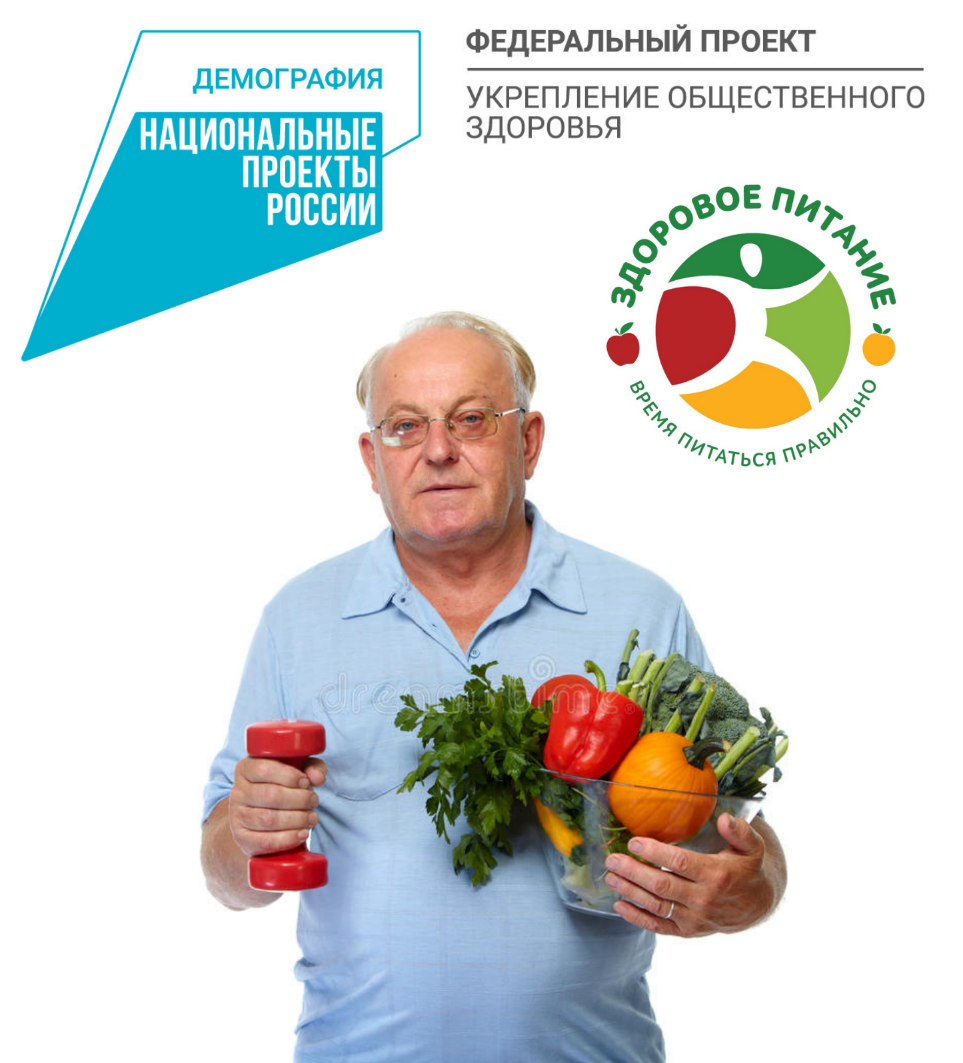 ДЕМОГРАФИЯ
НАЦИОНАЛЬНЫЕ
ПРОЕКТЫ
РОССИИ
ФЕДЕРАЛЬНЫЙ ПРОЕКТ
УКРЕПЛЕНИЕ ОБЩЕСТВЕННОГО
ЗДОРОВЬЯ
ЗДОРОВОЕ ПИТАНИЕ
ВРЕМЯ ПИТАТЬСЯ ПРАВИЛЬНО